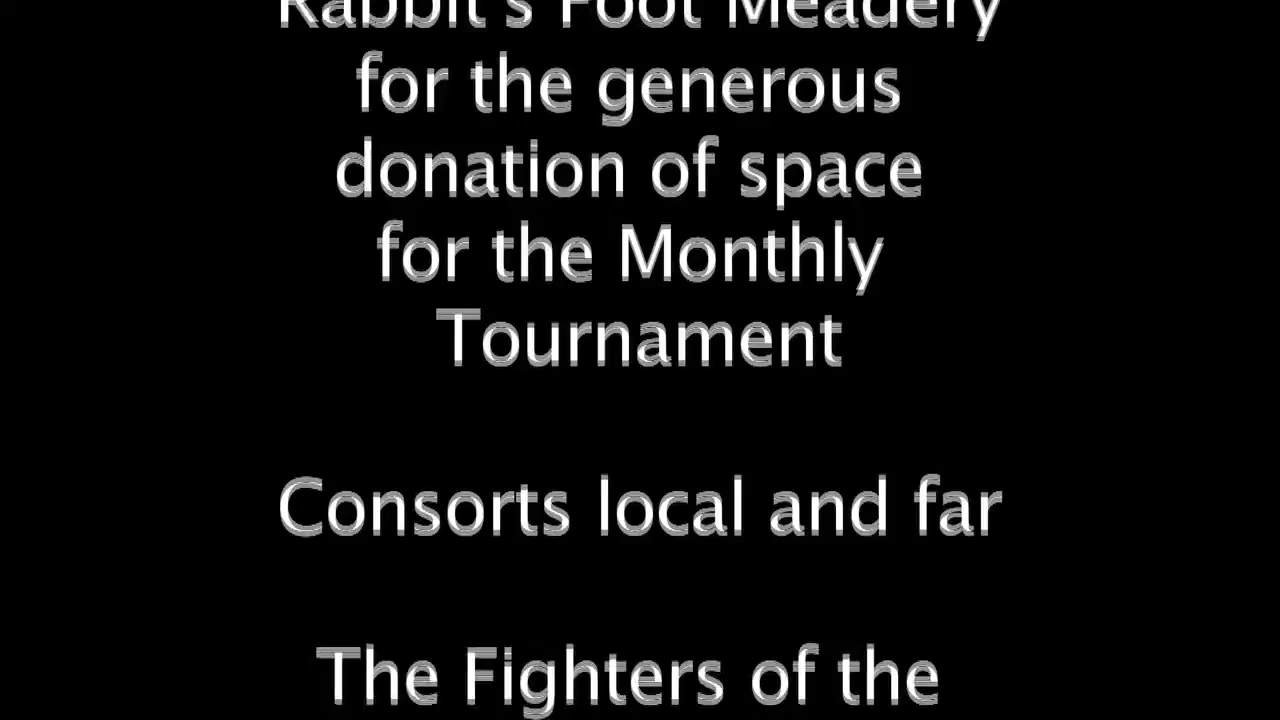 Rabbit's Foot Meadery
for the generous
donation of space
for the Monthly
Tournament
Consorts local and far
The Fighters of the